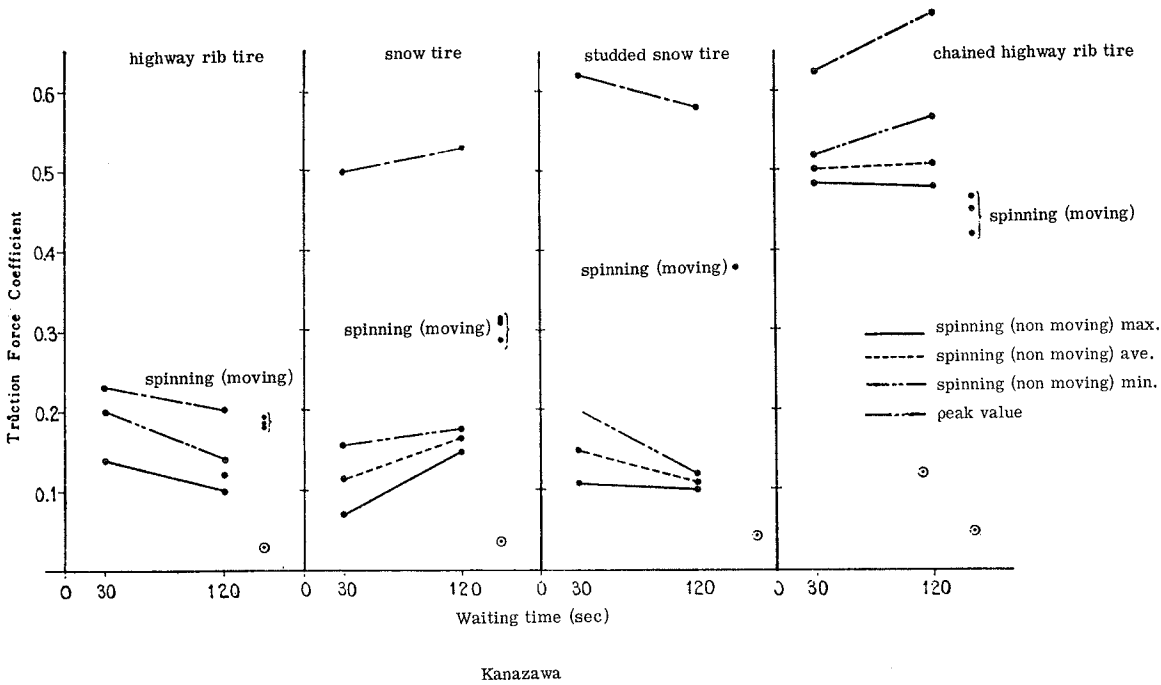 highway rib tire
snow tire
studded snow tire
chained highway rib tire
Truction Force Coefficient
0.6
0.5
0.4
0.3
0.2
0.1
spinning (moving)
spinning (moving)
spinning (moving)
spinning (moving)
spinning (non moving) max.
spinning (non moving) ave.
spinning (non moving) min.
peak value
0 30 120 0 30 120 0 30 120 0 30 120
Waiting time (sec)
Kanazawa